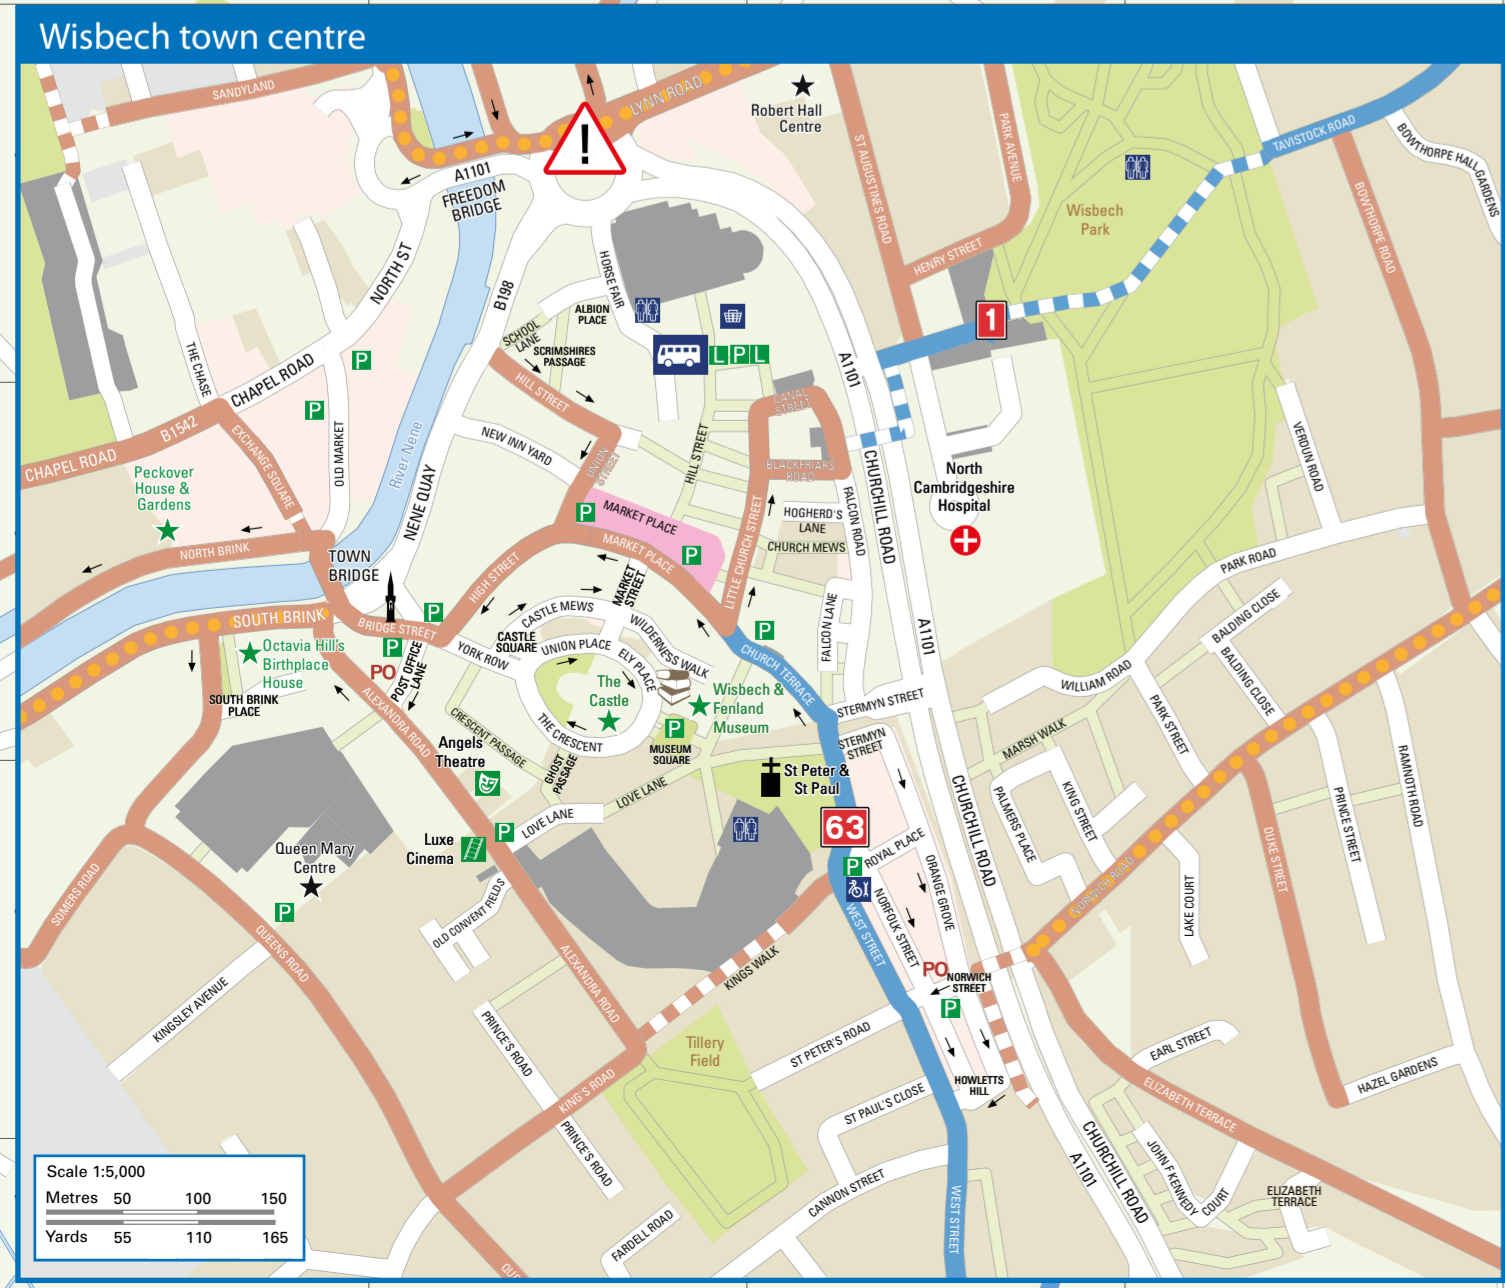 Wisbech town centre
SANDYLAND
LYNN ROAD
Robert Hall
Centre
ST AUGUSTINES ROAD
PARK AVENUE
TAVISTOCK ROAD
BOWTHORPE HALL GARDENS
BOWTHORPE ROAD
!
A1101
FREEDOM
BRIDGE
Wisbech
Park
HENRY STREET
NORTH ST
B198
HORSE FAIR
ALBION
PLACE
SCHOOL
LANE
SCRIMSHIRES
PASSAGE
L P L
A1101
1
THE CHASE
CHAPEL ROAD
P
P
HILL STREET
CANAL
STREET
B1542
CHAPEL ROAD
EXCHANGE SQUARE
OLD MARKET
River Nene
NEW INN YARD
UNION
STREET
HILL STREET
BLACKFRIARS
ROAD
CHURCHILL ROAD
VERDUN ROAD
Peckover
House &
Gardens
NENE QUAY
North
Cambridgeshire
Hospital
P
MARKET PLACE
MARKET PLACE
P
LITTLE CHURCH STREET
HOGHERD'S
LANE
CHURCH MEWS
FALCON ROAD
NORTH BRINK
TOWN
BRIDGE
HIGH STREET
MARKET
STREET
PARK ROAD
SOUTH BRINK
BRIDGE STREET
P
P
CASTLE MEWS
CASTLE
SQUARE
UNION PLACE
WILDERNESS WALK
ELY PLACE
P
FALCON LANE
A1101
BALDING CLOSE
BALDING CLOSE
Octavia Hill's
Birthplace
House
PO
POST OFFICE
LANE
YORK ROW
CHURCH TERRACE
WILLIAM ROAD
SOUTH BRINK
PLACE
ALEXANDRA ROAD
The
Castle
Wisbech &
Fenland
Museum
STERMYN STREET
PARK STREET
CRESCENT PASSAGE
THE CRESCENT
P
MUSEUM
SQUARE
STERMYN
STREET
MARSH WALK
Angels
Theatre
GHOST
PASSAGE
LOVE LANE
St Peter &
St Paul
CHURCHILL ROAD
PALMERS PLACE
KING STREET
RAMNOTH ROAD
PRINCE STREET
Luxe
Cinema
P
LOVE LANE
63
ROYAL PLACE
P
ORANGE GROVE
DUKE STREET
Queen Mary
Centre
P
SOMERS ROAD
NORWICH ROAD
LAKE COURT
OLD CONVENT FIELDS
NORFOLK STREET
WEST STREET
QUEENS ROAD
ALEXANDRA ROAD
KINGS WALK
PO
NORWICH
STREET
P
KINGSLEY AVENUE
PRINCE'S ROAD
Tillery
Field
ST PETER'S ROAD
EARL STREET
HAZEL GARDENS
KING'S ROAD
HOWLETTS
HILL
ST PAUL'S CLOSE
ELIZABETH TERRACE
PRINCE'S ROAD
CHURCHILL ROAD
A1101
JOHN F KENNEDY
COURT
ELIZABETH
TERRACE
CANNON STREET
WEST STREET
FARDELL ROAD
Scale 1:5,000
Metres 50 100 150
Yards 55 110 165